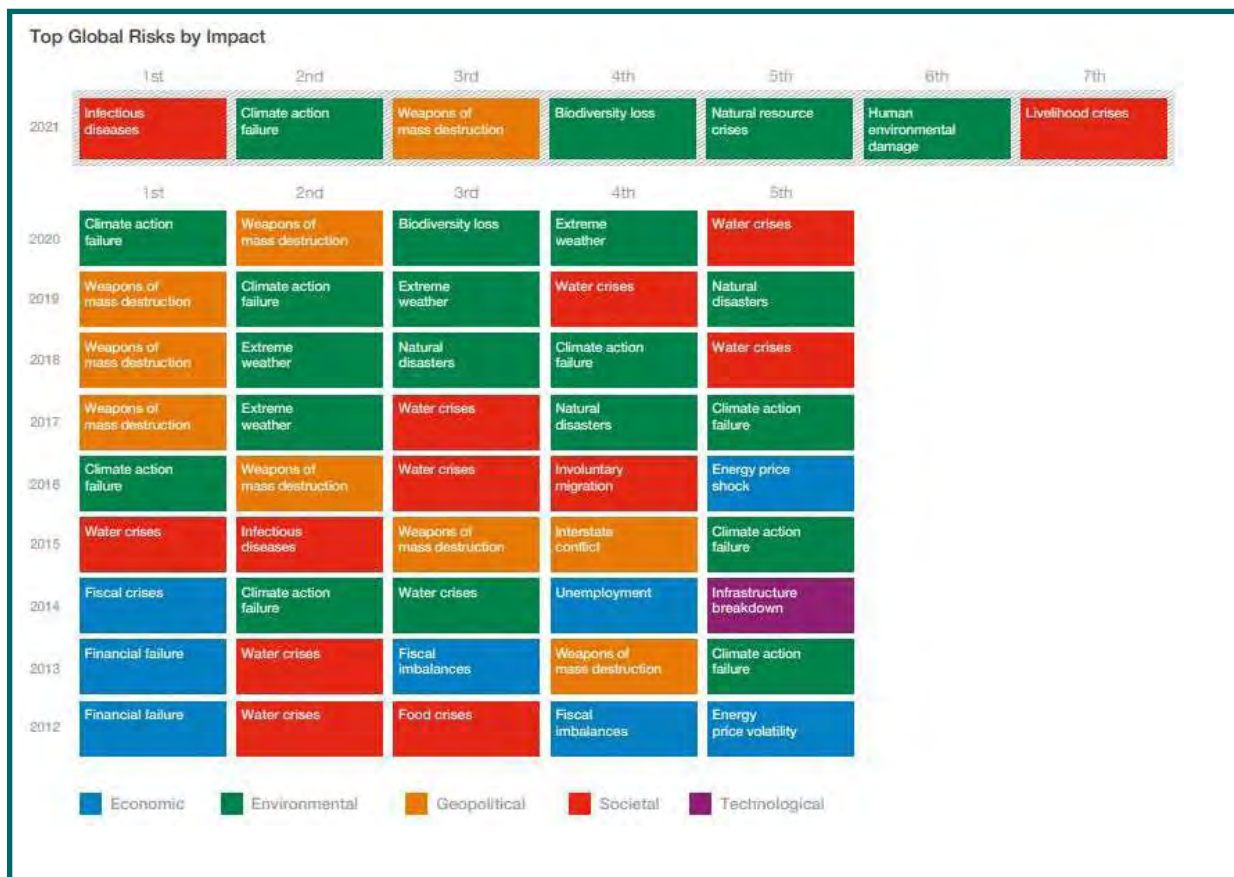 Top Global Risks by Impact
1st 2nd 3rd 4th 5th 6th 7th
2021
Infectious
diseases
Climate action
failure
Weapons of
mass destruction
Biodiversity loss
Natural resource
crises
Human
environmental
damage
Livelihood crises
1st 2nd 3rd 4th 5th
2020
Climate action
failure
Weapons of
mass destruction
Biodiversity loss
Extreme
weather
Water crises
2019
Weapons of
mass destruction
Climate action
failure
Extreme
weather
Water crises
Natural
disasters
2018
Weapons of
mass destruction
Extreme
weather
Natural
disasters
Climate action
failure
Water crises
2017
Weapons of
mass destruction
Extreme
weather
Water crises
Natural
disasters
Climate action
failure
2016
Climate action
failure
Weapons of
mass destruction
Water crises
Involuntary
migration
Energy price
shock
2015
Water crises
Infectious
diseases
Weapons of
mass destruction
Interstate
conflict
Climate action
failure
2014
Fiscal crises
Climate action
failure
Water crises
Unemployment
Infrastructure
breakdown
2013
Financial failure
Water crises
Fiscal
imbalances
Weapons of
mass destruction
Climate action
failure
2012
Financial failure
Water crises
Food crises
Fiscal
imbalances
Energy
price volatility
Economic Environmental Geopolitical Societal Technological